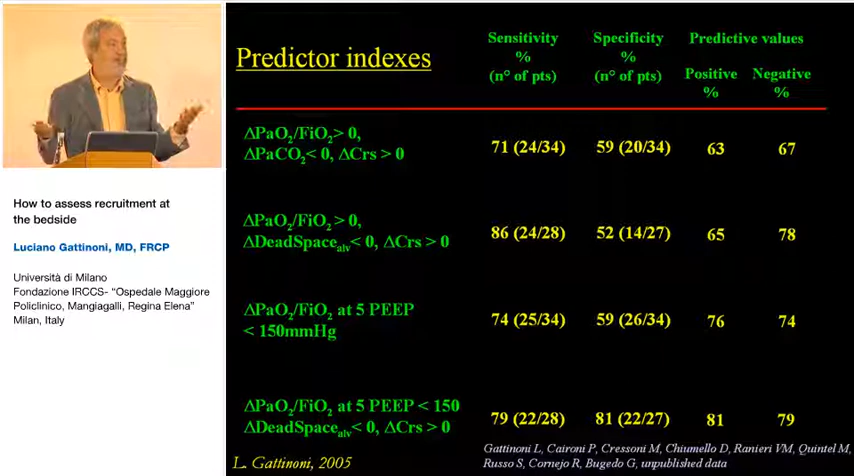 Predictor indexes
Sensitivity
%
(n° of pts)
Specificity
%
(n° of pts)
Predictive values
Positive
%
Negative
%
ΔPaO₂/FiO₂> 0,
ΔPaCO₂< 0, ΔCrs > 0
71 (24/34) 59 (20/34) 63 67
ΔPaO₂/FiO₂> 0,
ΔDeadSpacealv< 0, ΔCrs > 0
86 (24/28) 52 (14/27) 65 78
ΔPaO₂/FiO₂ at 5 PEEP
< 150mmHg
74 (25/34) 59 (26/34) 76 74
ΔPaO₂/FiO₂ at 5 PEEP < 150
ΔDeadSpacealv< 0, ΔCrs > 0
79 (22/28) 81 (22/27) 81 79
L. Gattinoni, 2005
Gattinoni L, Caironi P, Cressoni M, Chiumello D, Ranieri VM, Quintel M,
Russo S, Cornejo R, Bugedo G, unpublished data
How to assess recruitment at
the bedside
Luciano Gattinoni, MD, FRCP
Università di Milano
Fondazione IRCCS- “Ospedale Maggiore
Policlinico, Mangiagalli, Regina Elena”
Milan, Italy